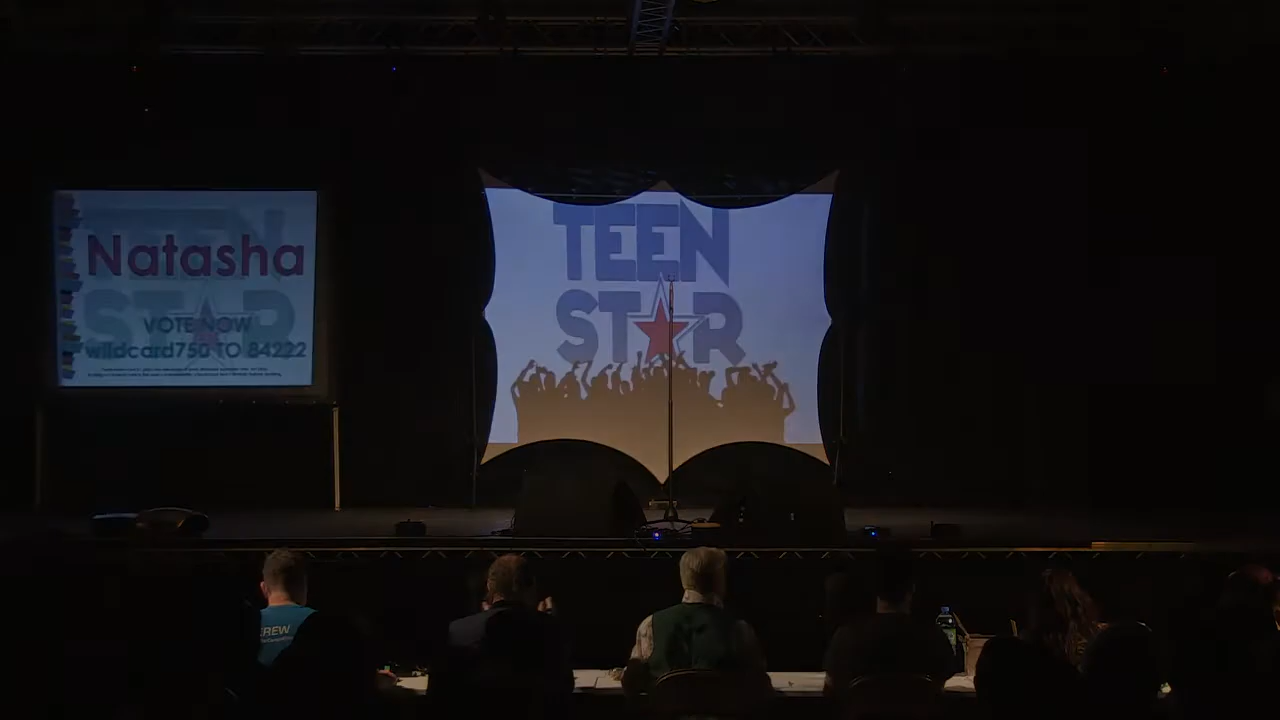 Natasha
TEEN
STAR
VOTE NOW
wildcard750 TO 84222
TEEN
STAR
CREW